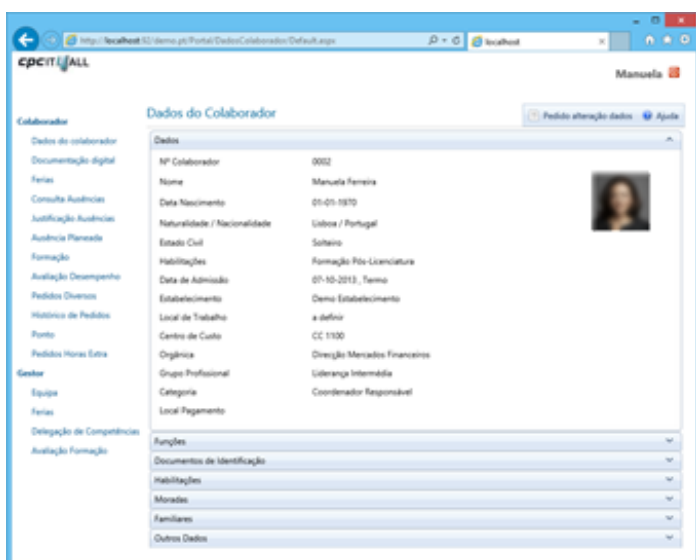 http://localhost:92/demo.pt/Portal/DadosColaborador/Default.aspx
localhost
cpcit4all
Manuela
Dados do Colaborador
Pedido alteração dados Ajuda
Colaborador
Dados do colaborador
Documentação digital
Ferias
Consulta Ausências
Justificação Ausências
Ausência Planeada
Formação
Avaliação Desempenho
Pedidos Diversos
Histórico de Pedidos
Ponto
Pedidos Horas Extra
Gestor
Equipa
Ferias
Delegação de Competências
Avaliação Formação
Dados
Nº Colaborador 0002
Nome Manuela Ferreira
Data Nascimento 01-01-1970
Naturalidade / Nacionalidade Lisboa / Portugal
Estado Civil Solteiro
Habilitações Formação Pós-Licenciatura
Data de Admissão 07-10-2013 , Termo
Estabelecimento Demo Estabelecimento
Local de Trabalho a definir
Centro de Custo CC 1100
Orgânica Direcção Mercados Financeiros
Grupo Profissional Liderança Intermédia
Categoria Coordenador Responsável
Local Pagamento
Funções
Documentos de Identificação
Habilitações
Moradas
Familiares
Outros Dados